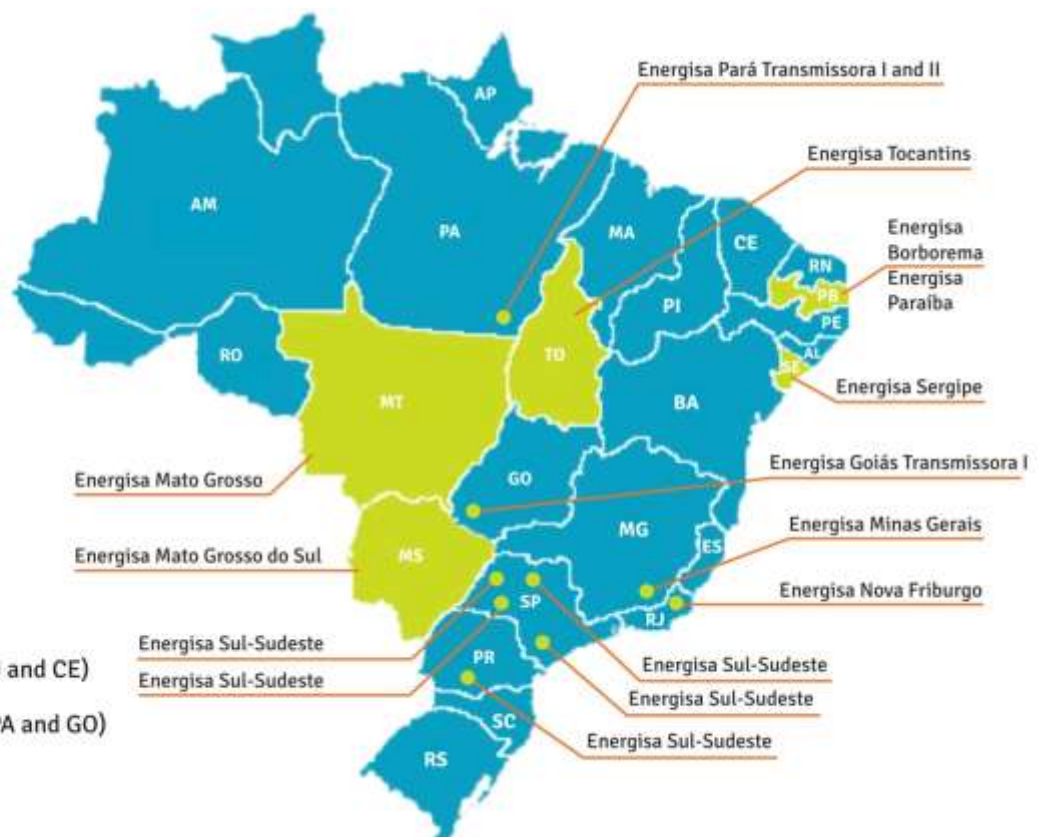 Energisa Pará Transmissora I and II
AP
Energisa Tocantins
AM
PA
MA
CE
Energisa
Borborema
RN
PB
Energisa
Paraíba
PI
PE
RO
TO
AL
SE
Energisa Sergipe
MT
BA
Energisa Mato Grosso
GO
Energisa Goiás Transmissora I
MG
Energisa Minas Gerais
ES
Energisa Mato Grosso do Sul
MS
Energisa Nova Friburgo
SP
RJ
Energisa Sul-Sudeste
PR
Energisa Sul-Sudeste
and CE)
Energisa Sul-Sudeste
Energisa Sul-Sudeste
SC
PA and GO)
Energisa Sul-Sudeste
RS